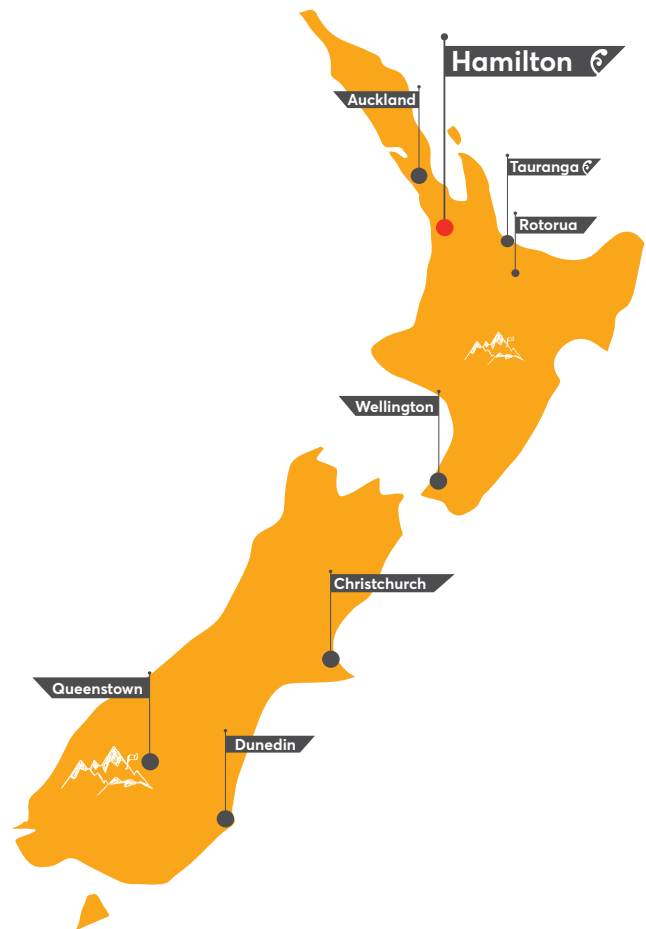 Hamilton
Auckland
Tauranga
Rotorua
Wellington
Christchurch
Queenstown
Dunedin